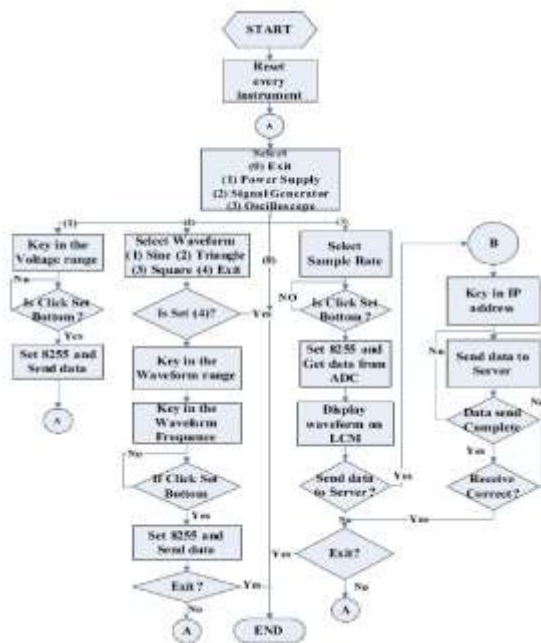 START
Reset
every
instrument
A
Select
(0) Exit
(1) Power Supply
(2) Signal Generator
(3) Oscilloscope
(1)
Key in the
Voltage range
No
Is Click Set
Bottom ?
Yes
Set 8255 and
Send data
A
Select Waveform
(1) Sine (2) Triangle
(3) Square (4) Exit
Is Set (4)?
Yes
Key in the
Waveform range
Key in the
Waveform
Frequence
No
If Click Set
Bottom
Yes
Set 8255 and
Send data
Exit ?
Yes
No
A
(0)
END
(3)
Select
Sample Rate
NO
Is Click Set
Bottom ?
Yes
Set 8255 and
Get data from
ADC
Display
waveform on
LCM
Send data
to Server ?
Yes
No
Exit?
Yes
No
A
B
Key in IP
address
No
Send data to
Server
Data send
Complete
Yes
No
Receive
Correct ?
Yes